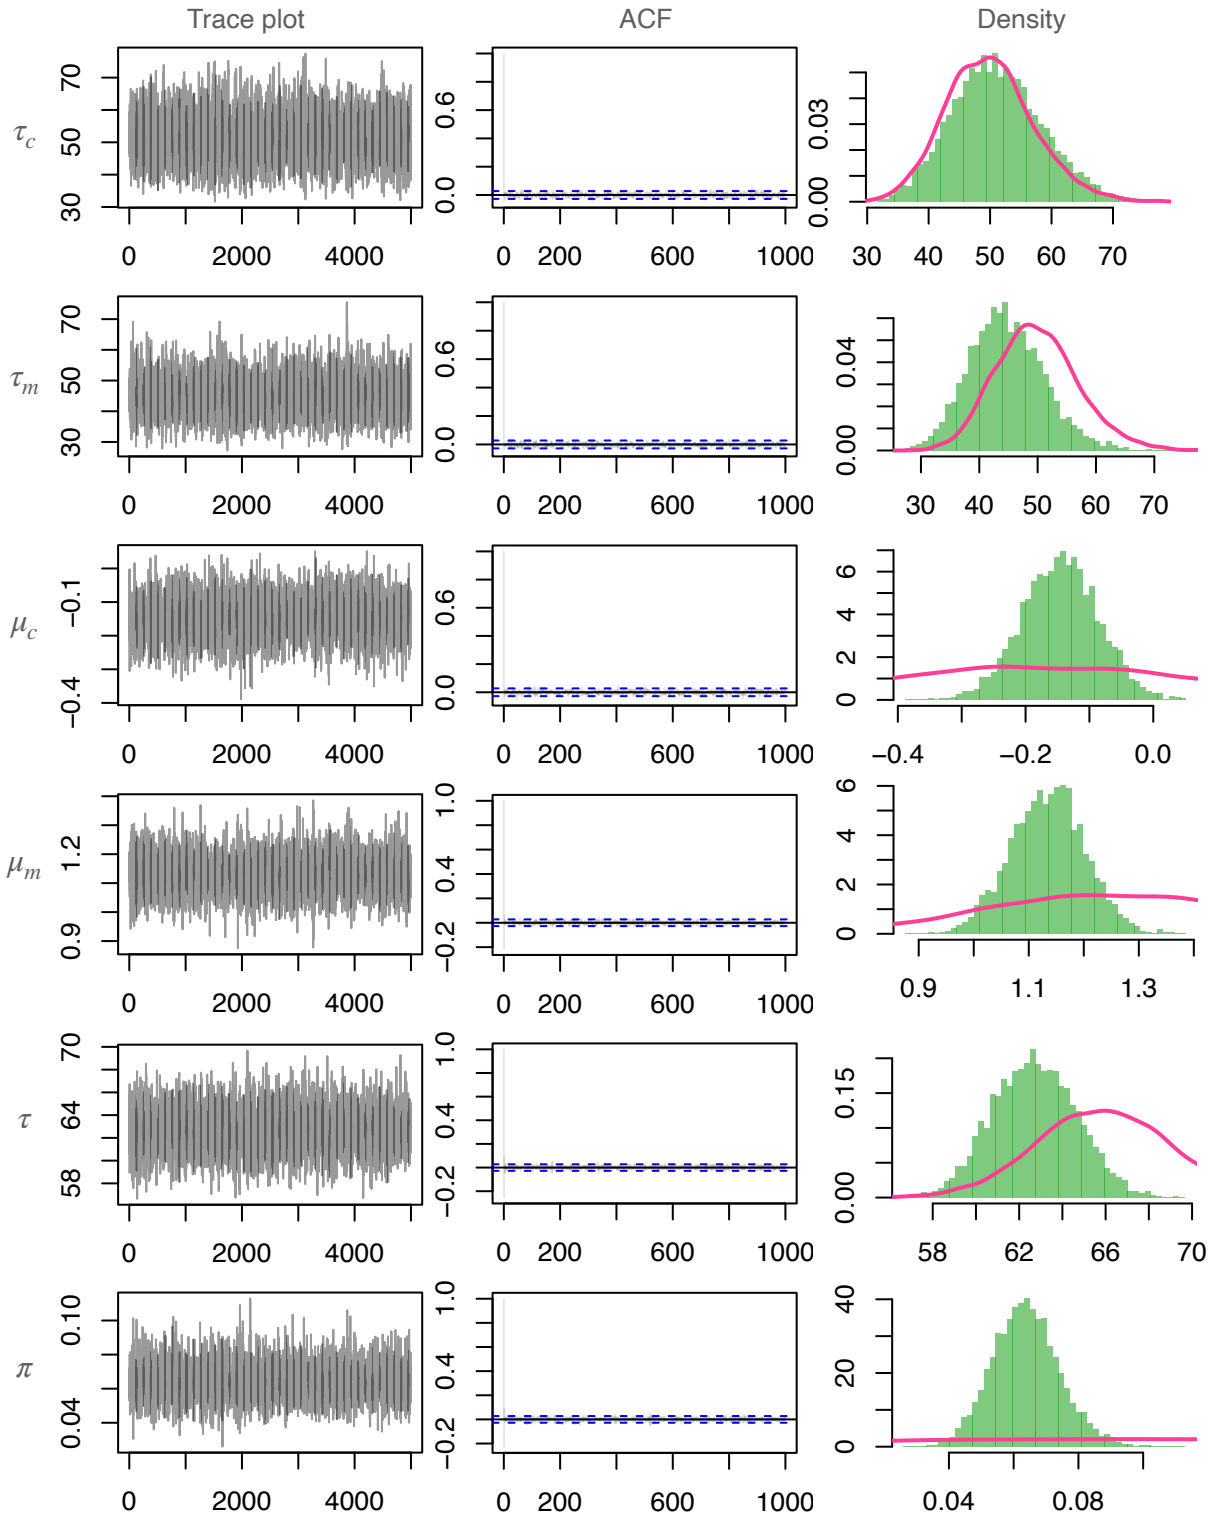 Trace plot ACF Density
τc 30 50 70 0 2000 4000 0.0 0.6 0 200 600 1000 0.00 0.03 30 40 50 60 70
τm 30 50 70 0 2000 4000 0.0 0.6 0 200 600 1000 0.00 0.04 30 40 50 60 70
μc −0.4 −0.1 0 2000 4000 0.0 0.6 0 200 600 1000 0 2 4 6 −0.4 −0.2 0.0
μm 0.9 1.2 0 2000 4000 −0.2 0.4 1.0 0 200 600 1000 0 2 4 6 0.9 1.1 1.3
τ 58 64 70 0 2000 4000 −0.2 0.4 1.0 0 200 600 1000 0.00 0.15 58 62 66 70
π 0.04 0.10 0 2000 4000 −0.2 0.4 1.0 0 200 600 1000 0 20 40 0.04 0.08